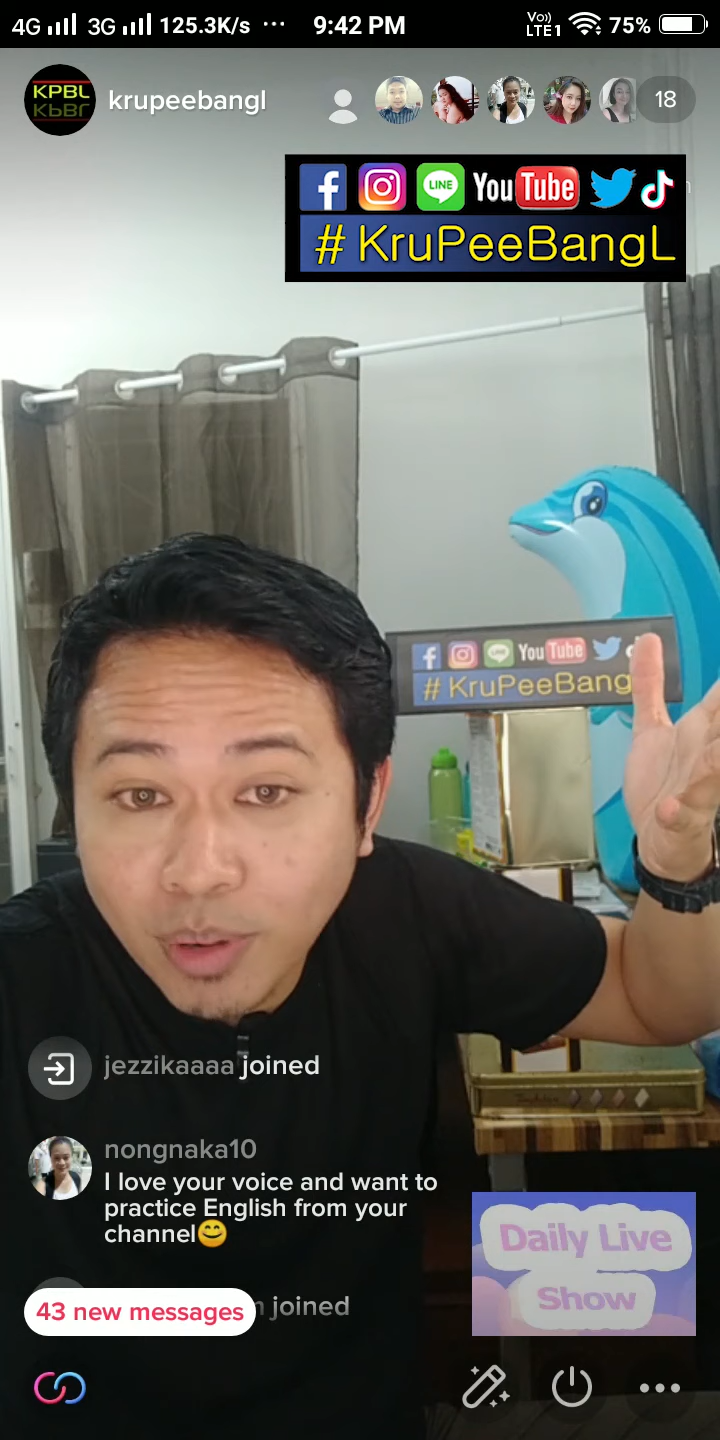 4G 3G 125.3K/s ... 9:42 PM Vo)) LTE1 75%
KPBL
krupeebangl
18
LINE YouTube
# KruPeeBangL
YouTube
# KruPeeBang
jezzikaaaa joined
nongnaka10
I love your voice and want to
practice English from your
channel😊
43 new messages joined
Daily Live
Show